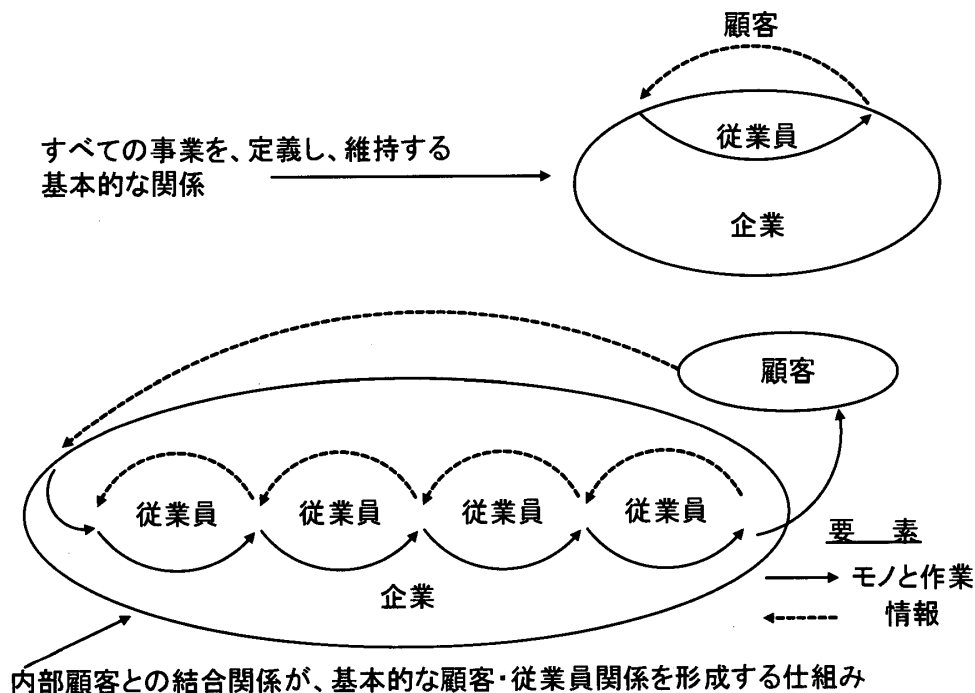 顧客
従業員
すべての事業を、定義し、維持する
基本的な関係
企業
顧客
従業員 従業員 従業員 従業員
要 素
モノと作業
企業
情報
内部顧客との結合関係が、基本的な顧客・従業員関係を形成する仕組み